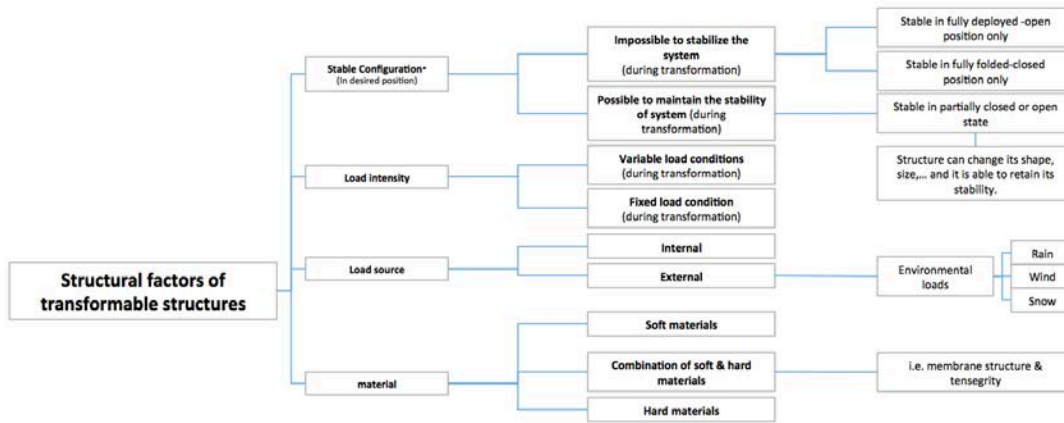 Structural factors of
transformable structures
Stable Configuration*
(In desired position)
Impossible to stabilize the
system
(during transformation)
Stable in fully deployed -open
position only
Stable in fully folded-closed
position only
Possible to maintain the stability
of system (during
transformation)
Stable in partially closed or open
state
Structure can change its shape,
size,... and it is able to retain its
stability.
Load intensity
Variable load conditions
(during transformation)
Fixed load condition
(during transformation)
Load source
Internal
External
Environmental
loads
Rain
Wind
Snow
material
Soft materials
Combination of soft & hard
materials
i.e. membrane structure &
tensegrity
Hard materials